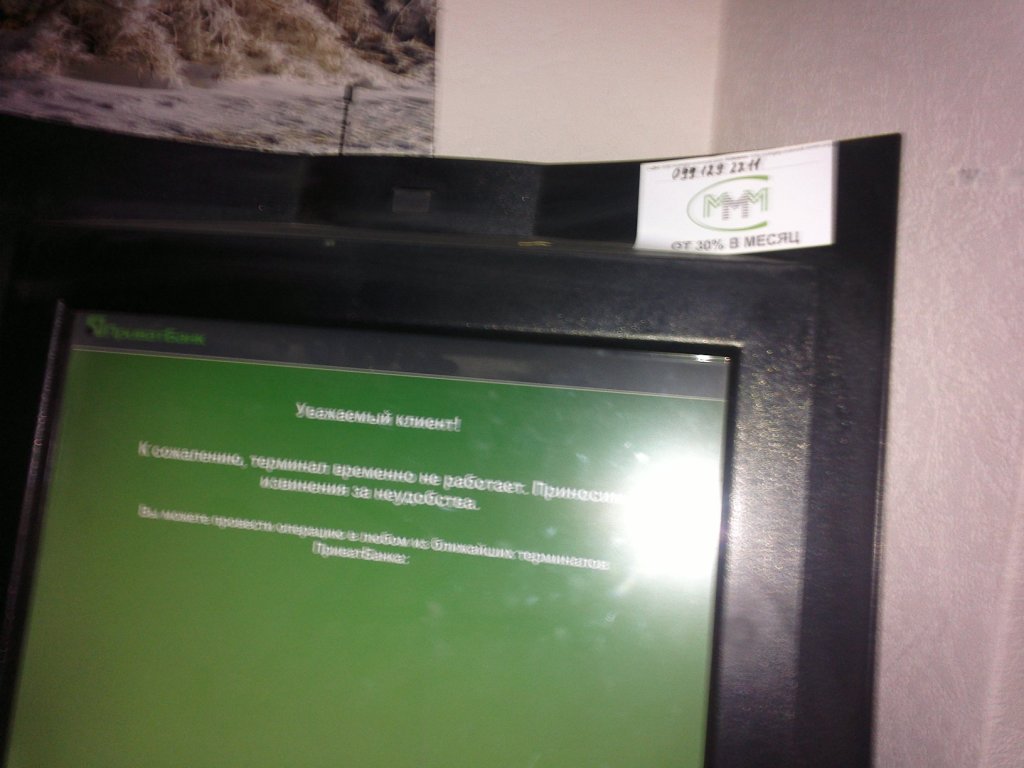 099 129 22 11
МММ
ОТ 30% В МЕСЯЦ
ПриватБанк
Уважаемый клиент!
К сожалению, терминал временно не работает. Приносим
извинения за неудобства.
Вы можете провести операцию в любом из ближайших терминалов
ПриватБанка: